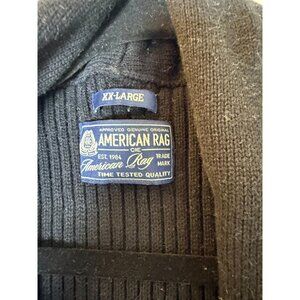 XX-LARGE
APPROVED GENUINE ORIGINAL
AMERICAN RAG
CIE
EST. 1984 TRADE MARK
American Rag
TIME TESTED QUALITY